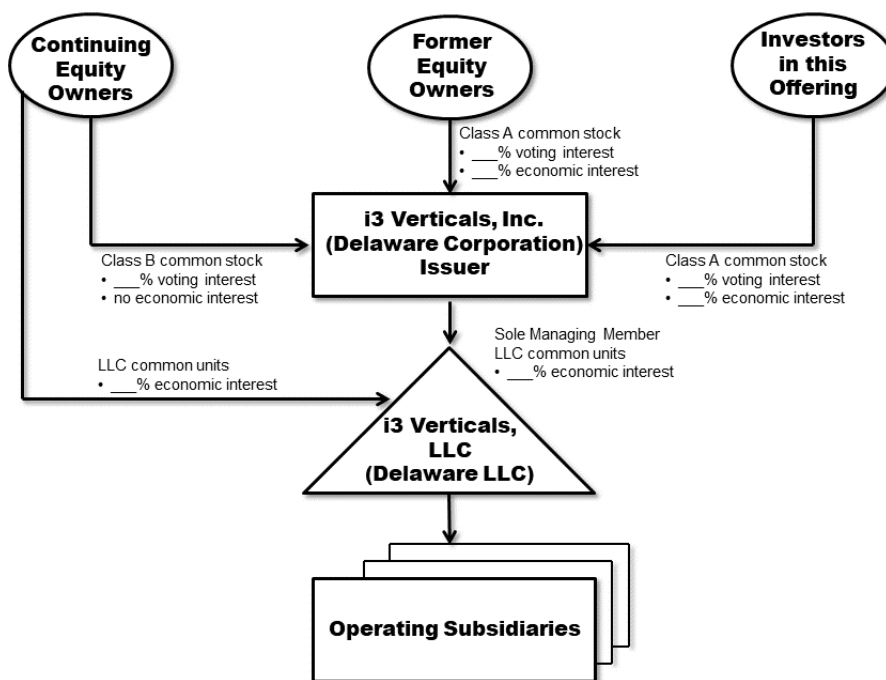 Continuing
Equity
Owners
Former
Equity
Owners
Investors
in this
Offering
Class A common stock
• ___% voting interest
• ___% economic interest
i3 Verticals, Inc.
(Delaware Corporation)
Issuer
Class B common stock
• ___% voting interest
• no economic interest
Class A common stock
• ___% voting interest
• ___% economic interest
Sole Managing Member
LLC common units
• ___% economic interest
LLC common units
• ___% economic interest
i3 Verticals,
LLC
(Delaware LLC)
Operating Subsidiaries